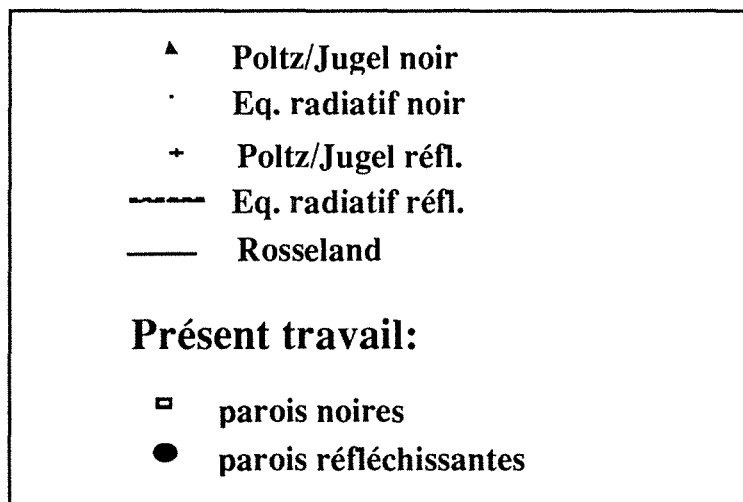 Poltz/Jugel noir
Eq. radiatif noir
Poltz/Jugel réfl.
Eq. radiatif réfl.
Rosseland
Présent travail:
parois noires
parois réfléchissantes